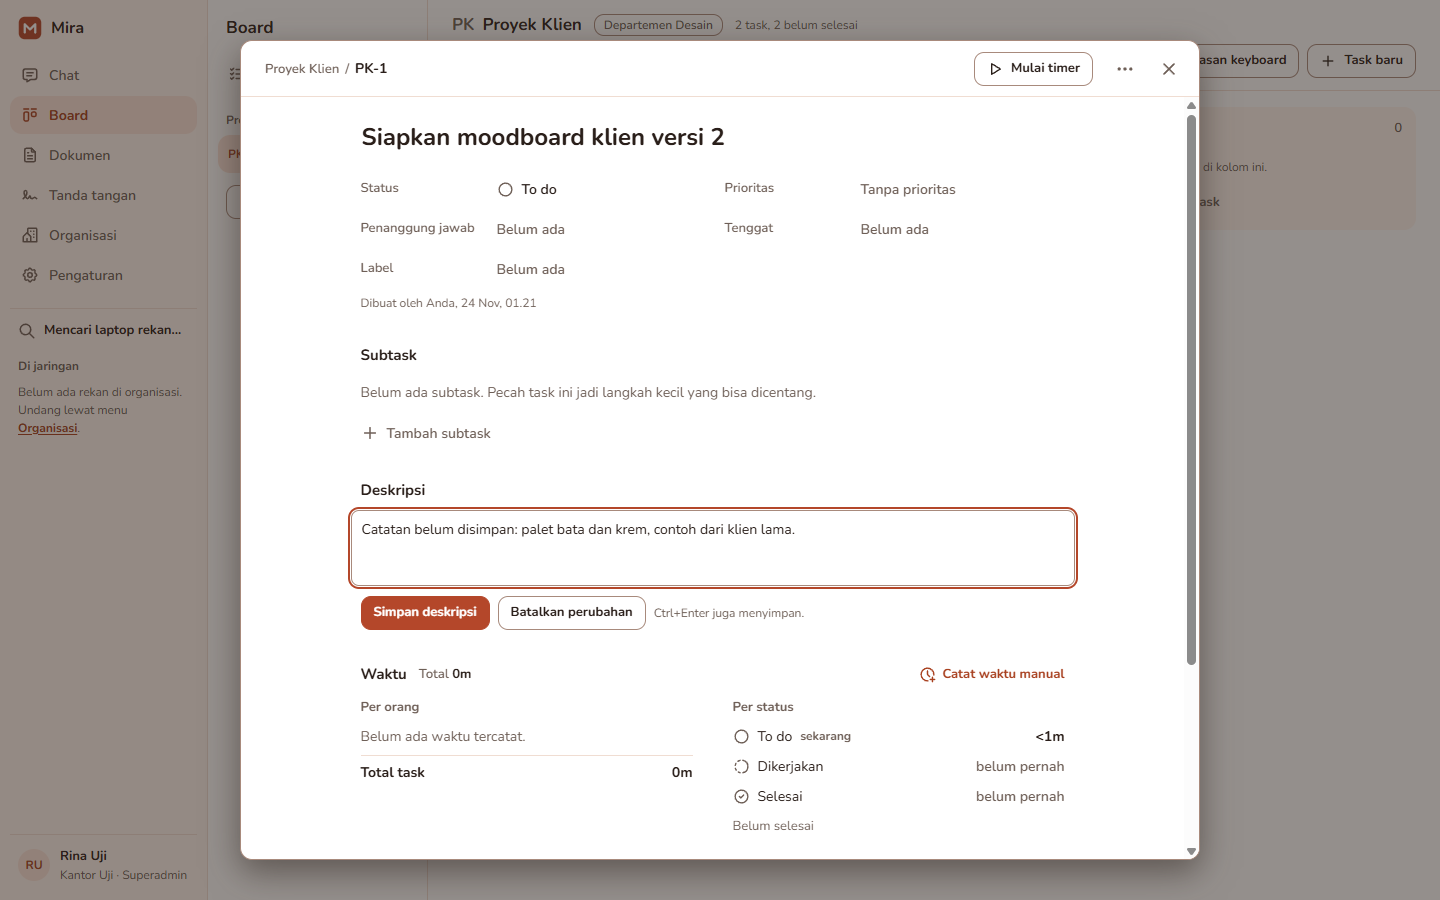 Mira
Chat
Board
Dokumen
Tanda tangan
Organisasi
Pengaturan
Mencari laptop rekan...
Di jaringan
Belum ada rekan di organisasi.
Undang lewat menu
Organisasi.
RU
Rina Uji
Kantor Uji · Superadmin
Board
PK Proyek Klien
Departemen Desain
2 task, 2 belum selesai
keyboard
Task baru
0
di kolom ini.
Proyek Klien / PK-1
Mulai timer
Siapkan moodboard klien versi 2
Status
To do
Prioritas
Tanpa prioritas
Penanggung jawab
Belum ada
Tenggat
Belum ada
Label
Belum ada
Dibuat oleh Anda, 24 Nov, 01.21
Subtask
Belum ada subtask. Pecah task ini jadi langkah kecil yang bisa dicentang.
Tambah subtask
Deskripsi
Catatan belum disimpan: palet bata dan krem, contoh dari klien lama.
Simpan deskripsi
Batalkan perubahan
Ctrl+Enter juga menyimpan.
Waktu
Total 0m
Catat waktu manual
Per orang
Belum ada waktu tercatat.
Total task
0m
Per status
To do sekarang
<1m
Dikerjakan
belum pernah
Selesai
belum pernah
Belum selesai